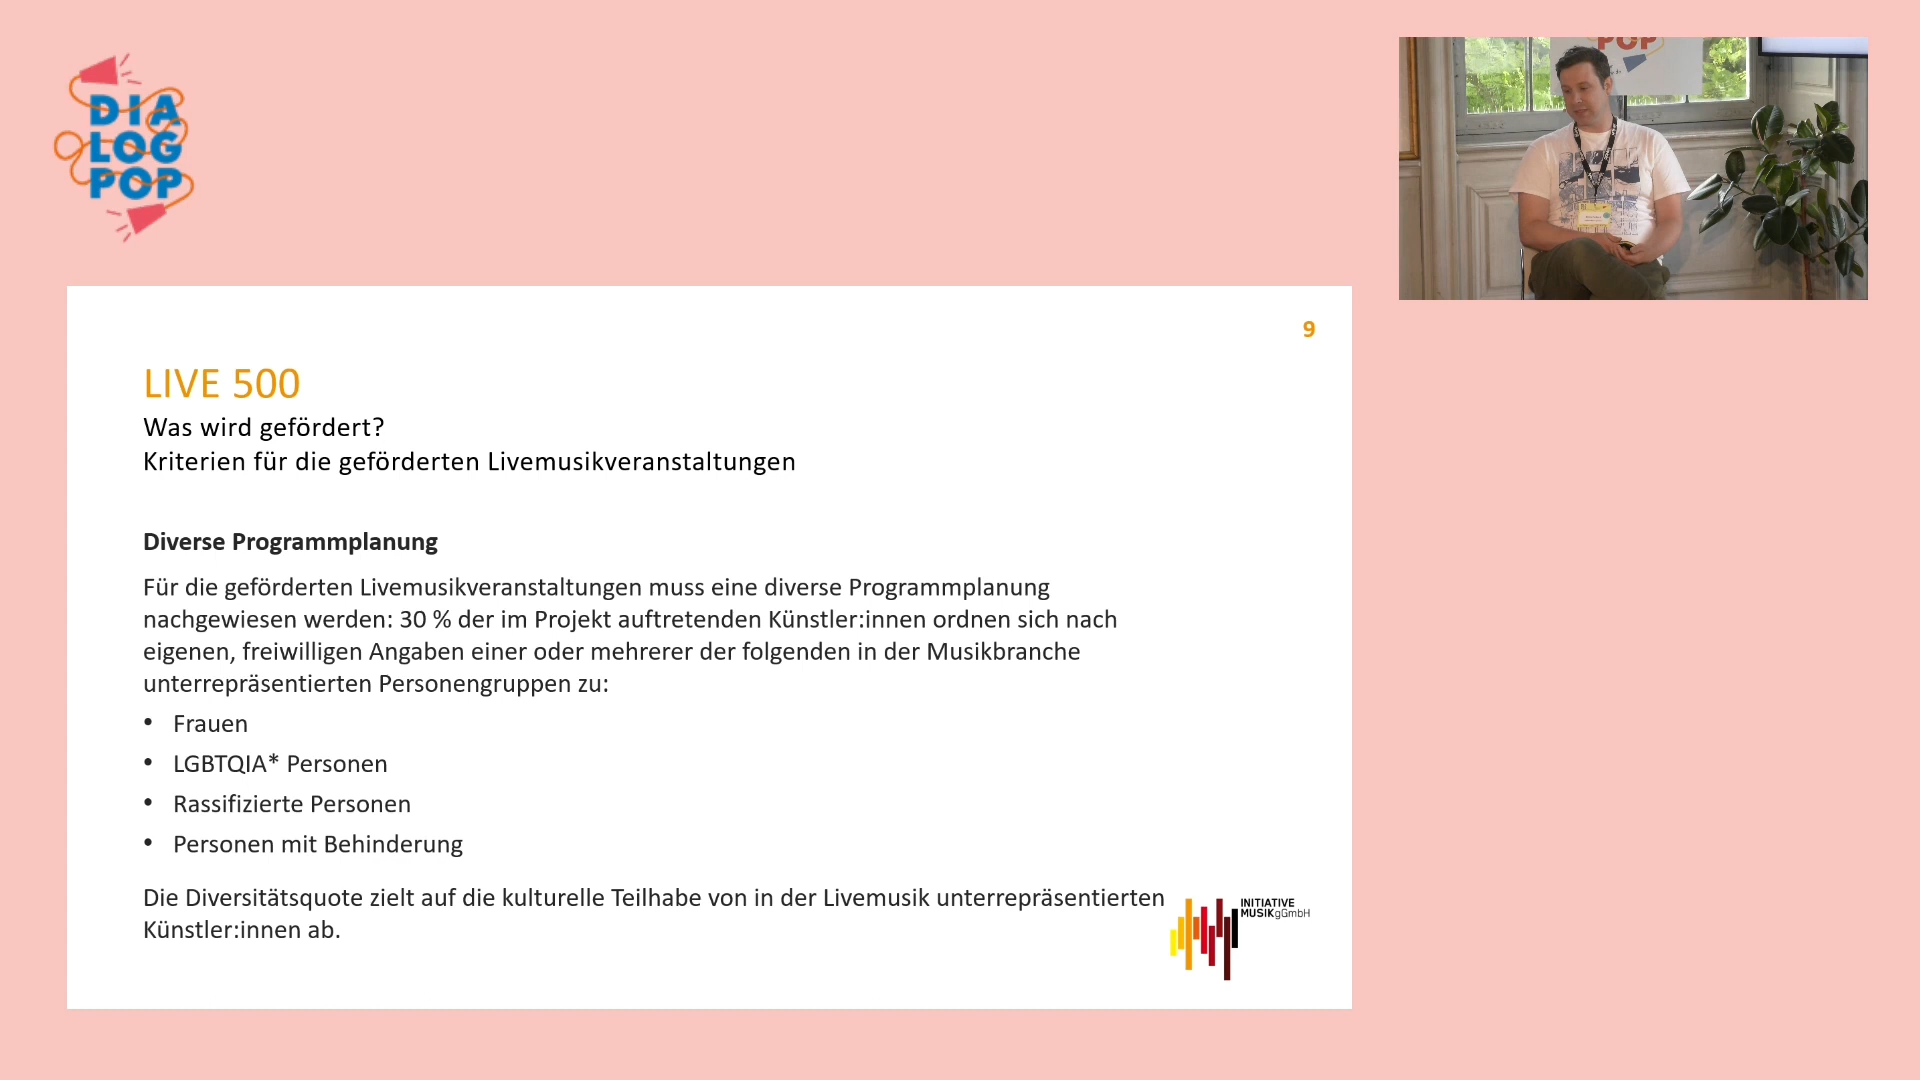 DIA
LOG
POP
POP
9
LIVE 500
Was wird gefördert?
Kriterien für die geförderten Livemusikveranstaltungen
Diverse Programmplanung
Für die geförderten Livemusikveranstaltungen muss eine diverse Programmplanung
nachgewiesen werden: 30 % der im Projekt auftretenden Künstler:innen ordnen sich nach
eigenen, freiwilligen Angaben einer oder mehrerer der folgenden in der Musikbranche
unterrepräsentierten Personengruppen zu:
• Frauen
• LGBTQIA* Personen
• Rassifizierte Personen
• Personen mit Behinderung
Die Diversitätsquote zielt auf die kulturelle Teilhabe von in der Livemusik unterrepräsentierten
Künstler:innen ab.
INITIATIVE
MUSIKgGmbH